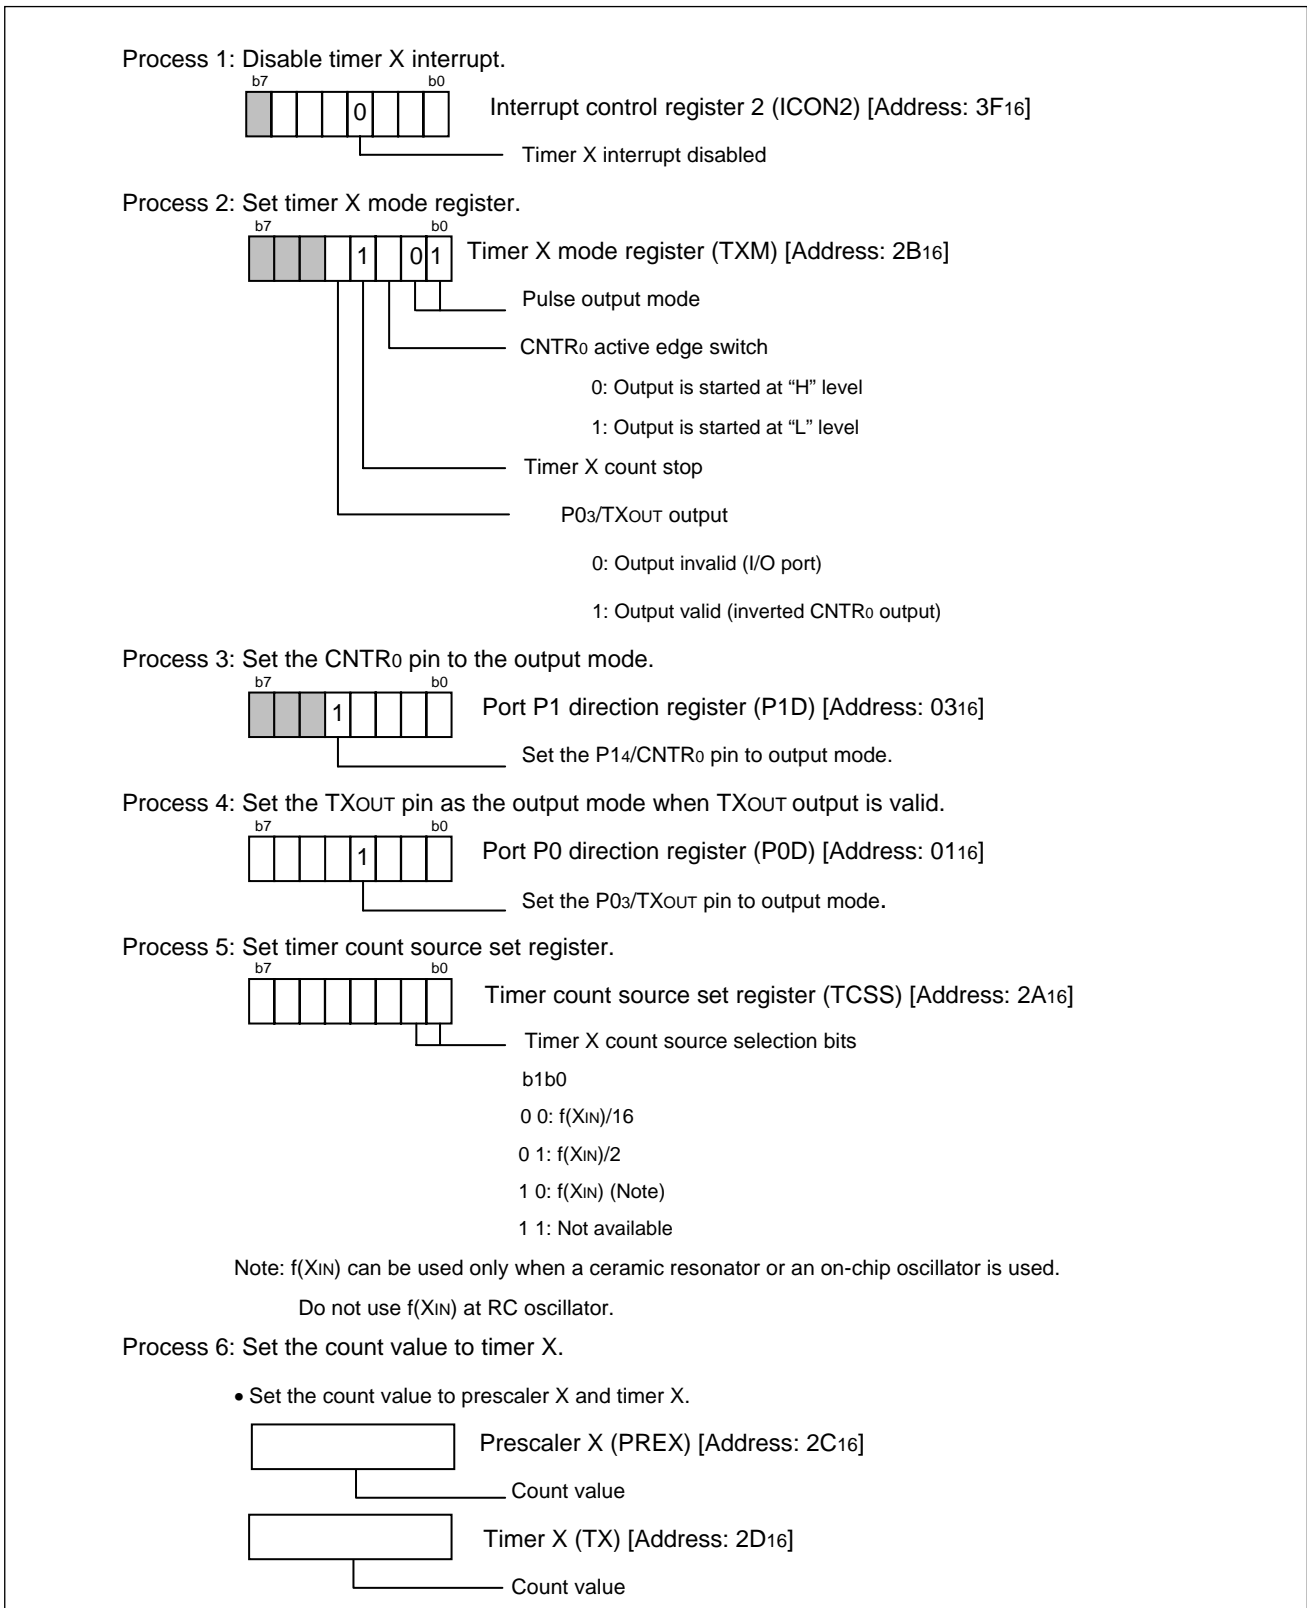 Process 1: Disable timer X interrupt.
b7 b0
0 Interrupt control register 2 (ICON2) [Address: 3F16]
Timer X interrupt disabled
Process 2: Set timer X mode register.
b7 b0
1 0 1 Timer X mode register (TXM) [Address: 2B16]
Pulse output mode
CNTR0 active edge switch
0: Output is started at “H” level
1: Output is started at “L” level
Timer X count stop
P03/TXOUT output
0: Output invalid (I/O port)
1: Output valid (inverted CNTR0 output)
Process 3: Set the CNTR0 pin to the output mode.
b7 b0
1 Port P1 direction register (P1D) [Address: 0316]
Set the P14/CNTR0 pin to output mode.
Process 4: Set the TXOUT pin as the output mode when TXOUT output is valid.
b7 b0
1 Port P0 direction register (P0D) [Address: 0116]
Set the P03/TXOUT pin to output mode.
Process 5: Set timer count source set register.
b7 b0
Timer count source set register (TCSS) [Address: 2A16]
Timer X count source selection bits
b1b0
0 0: f(XIN)/16
0 1: f(XIN)/2
1 0: f(XIN) (Note)
1 1: Not available
Note: f(XIN) can be used only when a ceramic resonator or an on-chip oscillator is used.
Do not use f(XIN) at RC oscillator.
Process 6: Set the count value to timer X.
• Set the count value to prescaler X and timer X.
Prescaler X (PREX) [Address: 2C16]
Count value
Timer X (TX) [Address: 2D16]
Count value